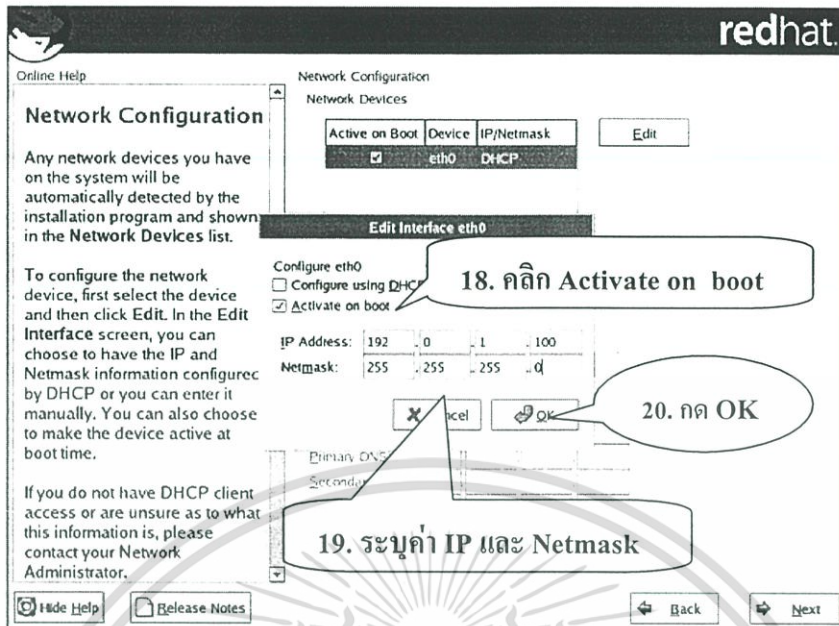 redhat.
Online Help
Network Configuration
Any network devices you have
on the system will be
automatically detected by the
installation program and shown
in the Network Devices list.
To configure the network
device, first select the device
and then click Edit. In the Edit
Interface screen, you can
choose to have the IP and
Netmask information configured
by DHCP or you can enter it
manually. You can also choose
to make the device active at
boot time.
If you do not have DHCP client
access or are unsure as to what
this information is, please
contact your Network
Administrator.
Network Configuration
Network Devices
Active on Boot Device IP/Netmask
eth0 DHCP
Edit
Edit Interface eth0
Configure eth0
Configure using DHC
Activate on boot
18. คลิก Activate on boot
IP Address: 192 . 0 . 1 . 100
Netmask: 255 . 255 . 255 . 0
ncel
OK
20. กด OK
Primary DNS
Seconda
19. ระบุค่า IP และ Netmask
Hide Help
Release Notes
Back
Next